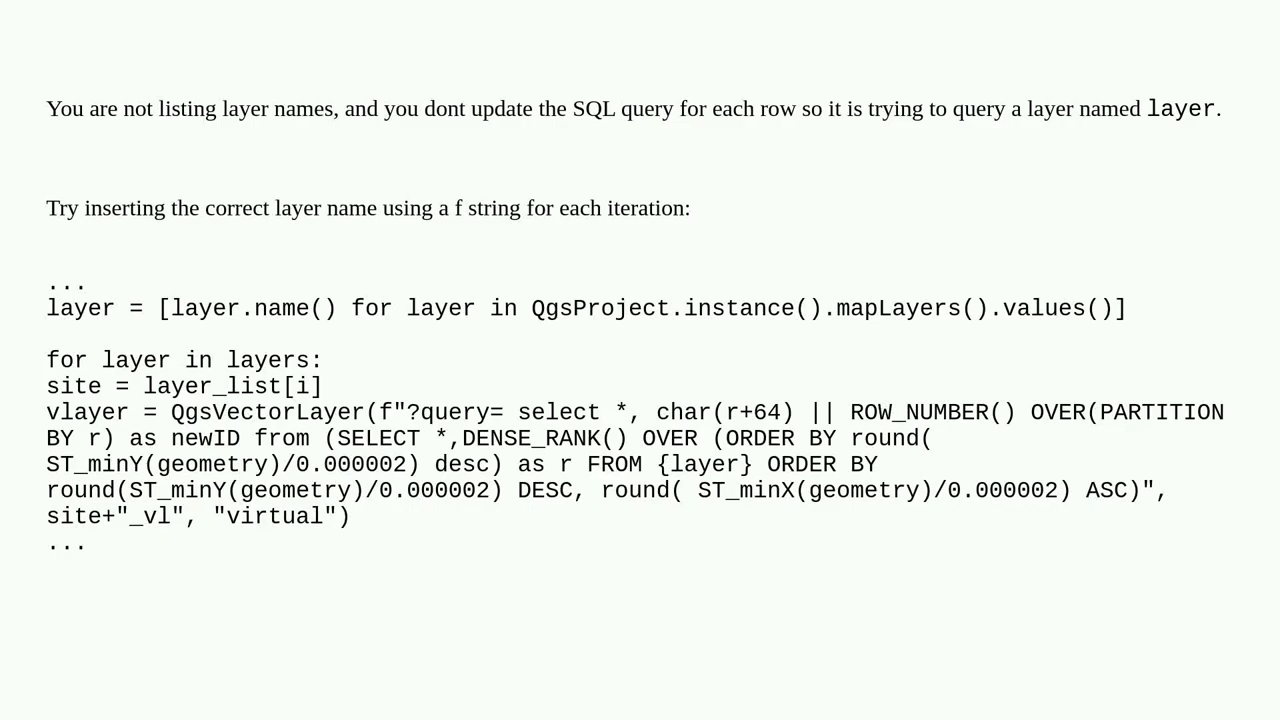 You are not listing layer names, and you dont update the SQL query for each row so it is trying to query a layer named layer.
Try inserting the correct layer name using a f string for each iteration:
...
layer = [layer.name() for layer in QgsProject.instance().mapLayers().values()]
for layer in layers:
site = layer_list[i]
vlayer = QgsVectorLayer(f"?query= select *, char(r+64) || ROW_NUMBER() OVER(PARTITION
BY r) as newID from (SELECT *,DENSE_RANK() OVER (ORDER BY round(
ST_minY(geometry)/0.000002) desc) as r FROM {layer} ORDER BY
round(ST_minY(geometry)/0.000002) DESC, round( ST_minX(geometry)/0.000002) ASC)",
site+"_vl", "virtual")
...